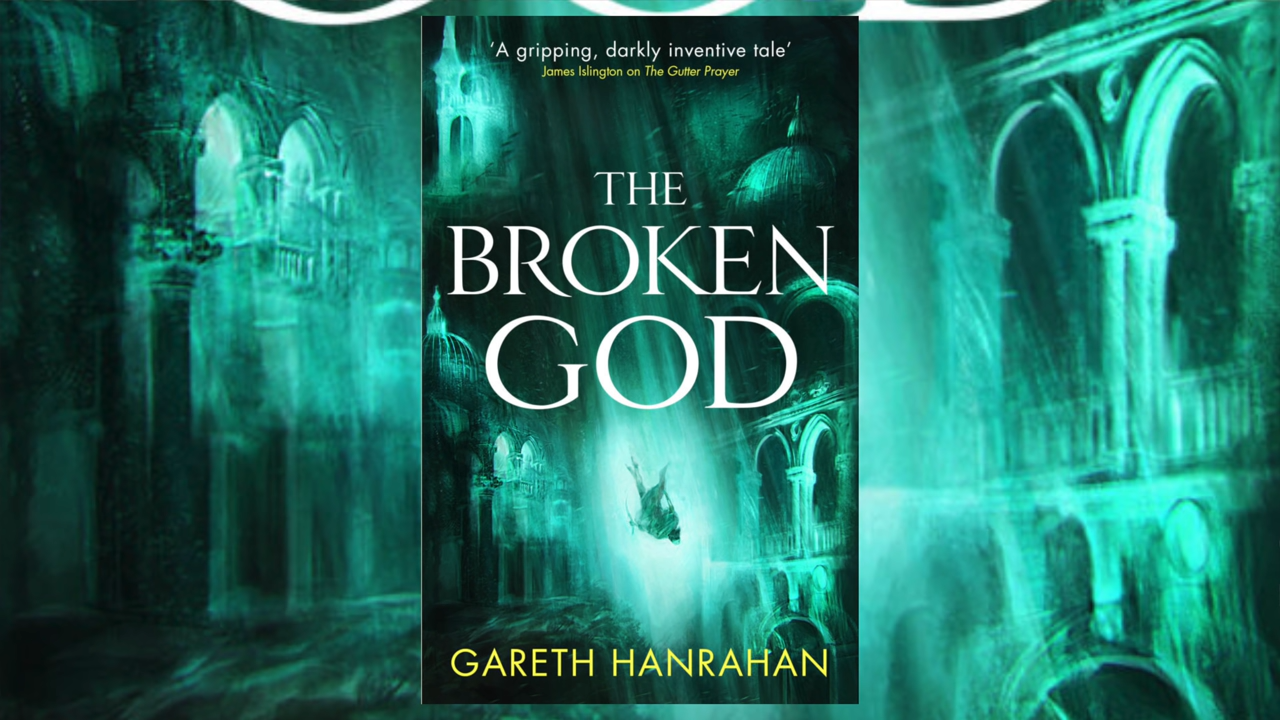 ‘A gripping, darkly inventive tale’
James Islington on The Gutter Prayer
THE
BROKEN
GOD
GARETH HANRAHAN